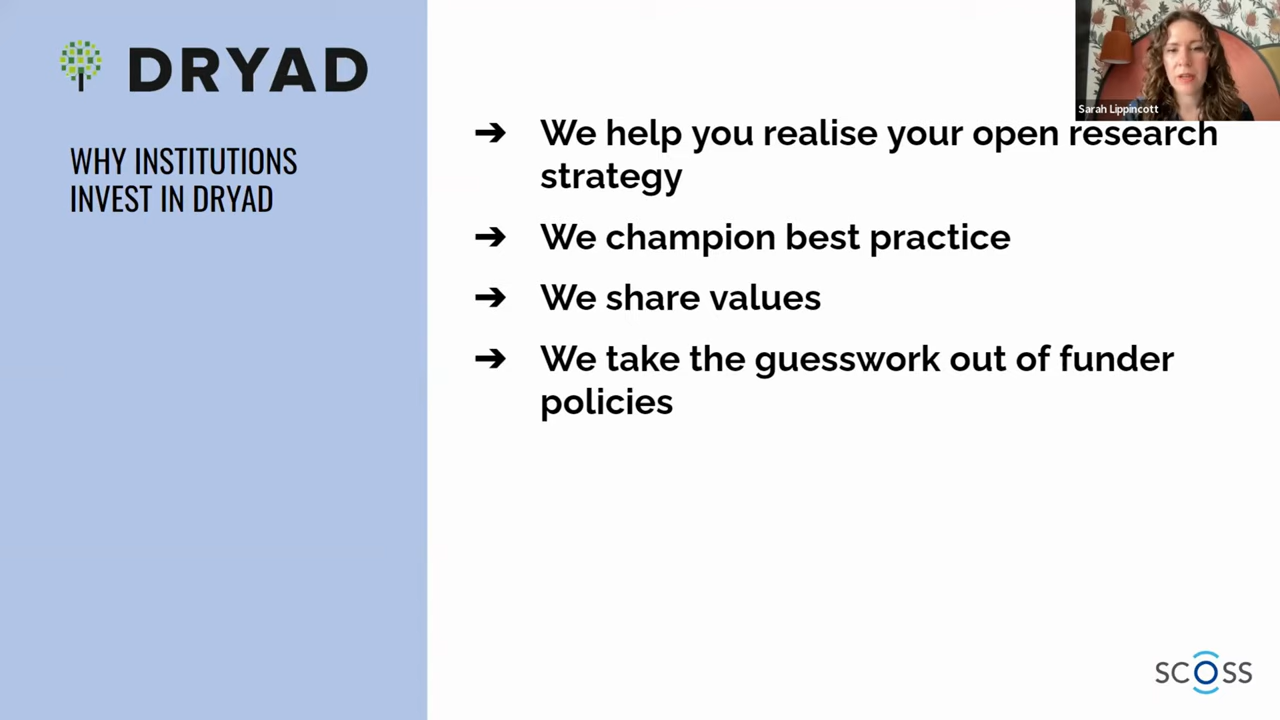 DRYAD
WHY INSTITUTIONS
INVEST IN DRYAD
Sarah Lippincott
➔ We help you realise your open research
strategy
➔ We champion best practice
➔ We share values
➔ We take the guesswork out of funder
policies
SCOSS